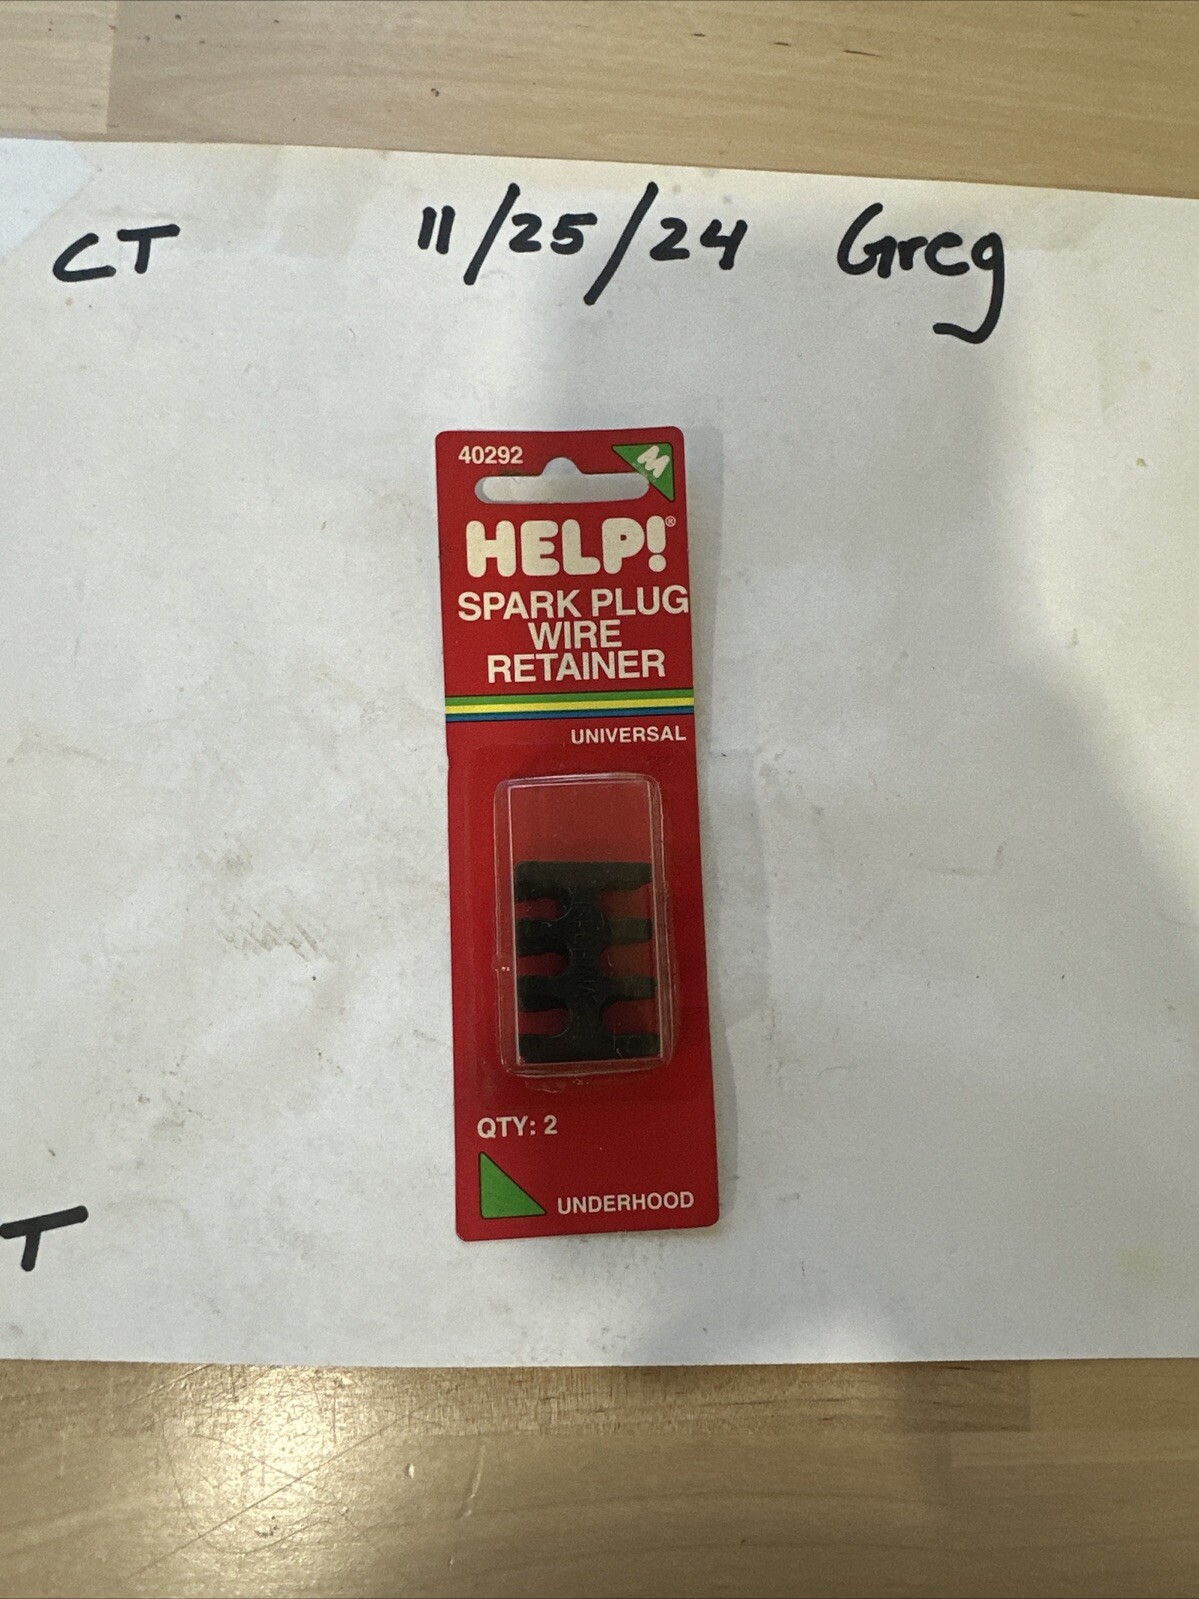 CT 11/25/24 Greg
40292
M
HELP!®
SPARK PLUG
WIRE
RETAINER
UNIVERSAL
QTY: 2
UNDERHOOD
T